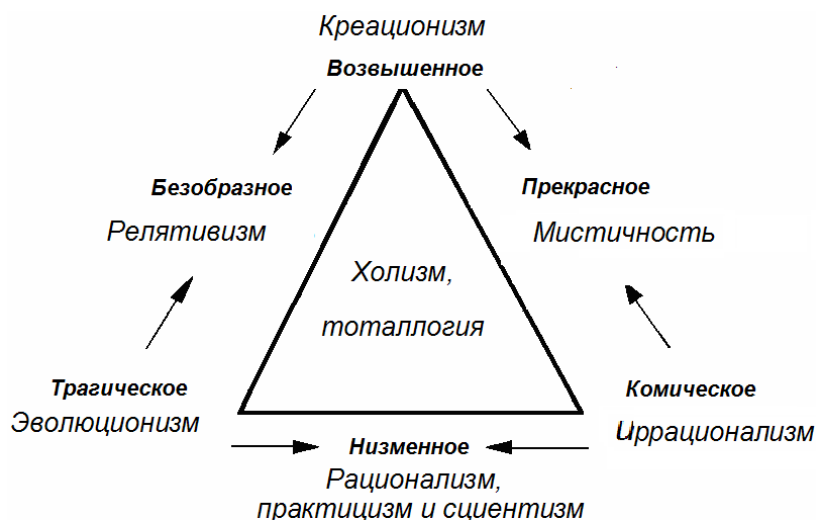 Креационизм
Возвышенное
Безобразное
Прекрасное
Релятивизм
Мистичность
Холизм,
тоталлогия
Трагическое
Комическое
Эволюционизм
Иррационализм
Низменное
Рационализм,
практицизм и сциентизм